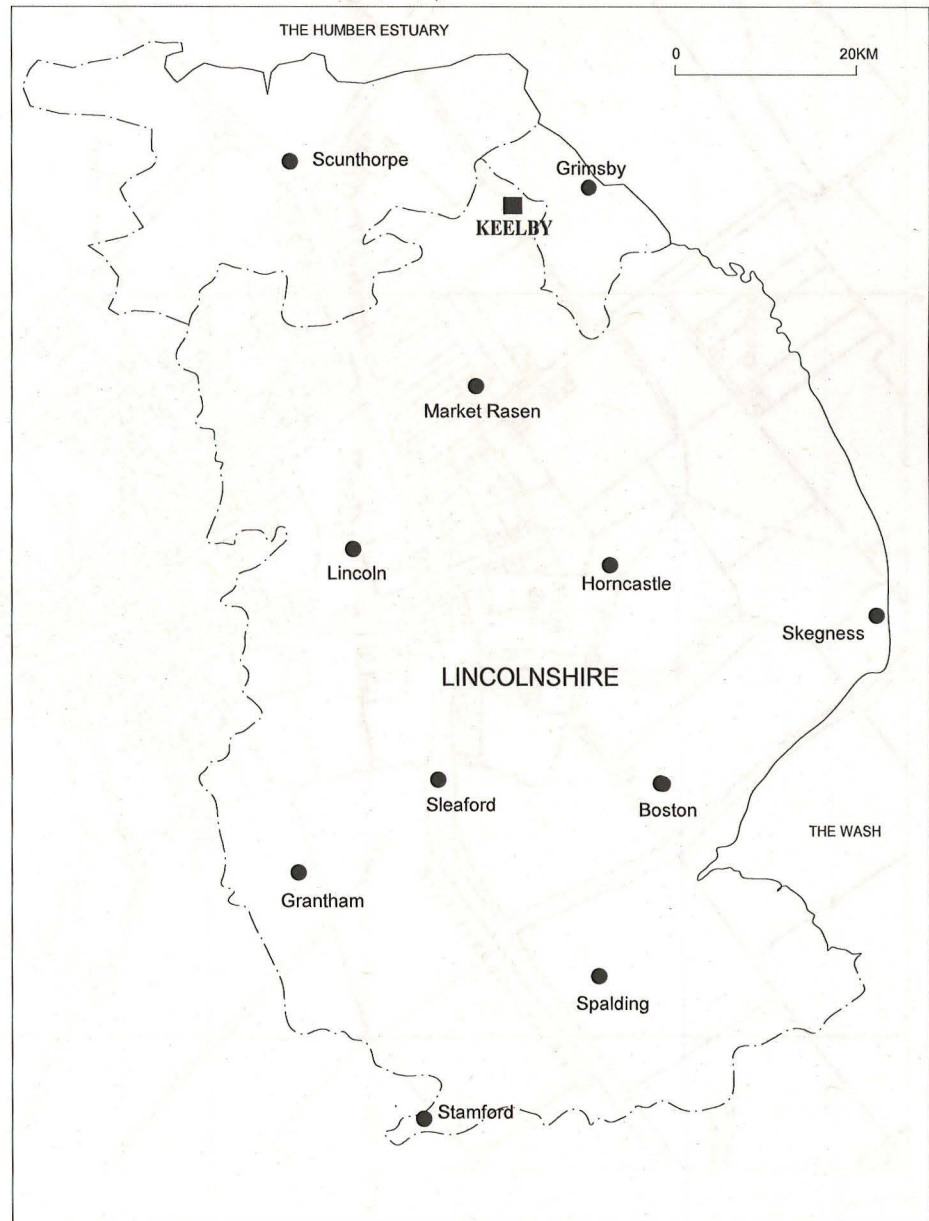 THE HUMBER ESTUARY
0 20KM
Scunthorpe
Grimsby
KEELBY
Market Rasen
Lincoln
Horncastle
Skegness
LINCOLNSHIRE
Sleaford
Boston
THE WASH
Grantham
Spalding
Stamford